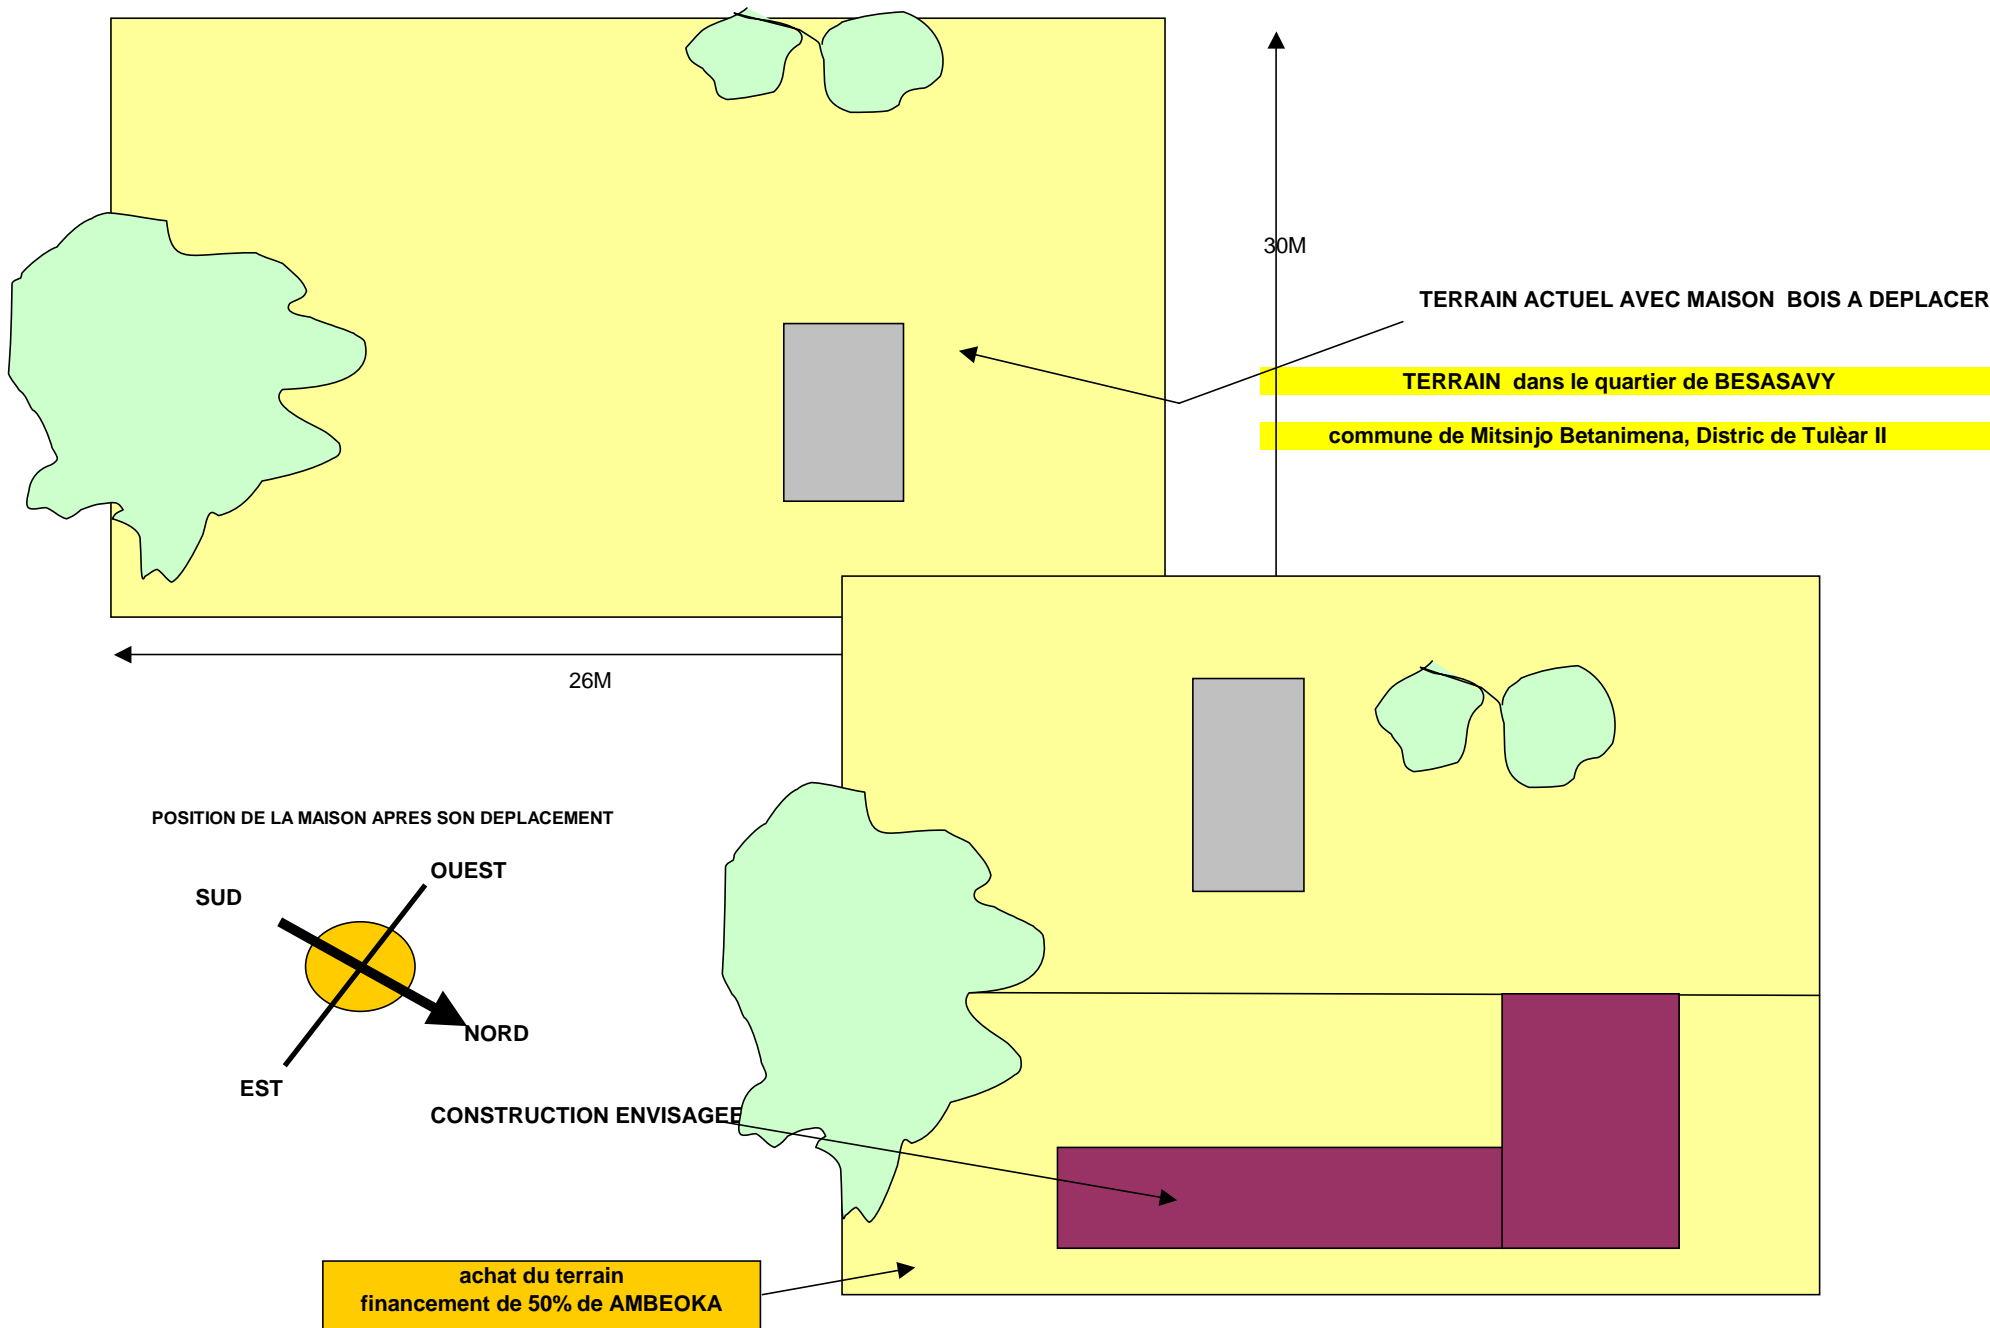 30M
TERRAIN ACTUEL AVEC MAISON BOIS A DEPLACER
TERRAIN dans le quartier de BESASAVY
commune de Mitsinjo Betanimena, Distric de Tulèar II
26M
POSITION DE LA MAISON APRES SON DEPLACEMENT
OUEST
SUD
NORD
EST
CONSTRUCTION ENVISAGEE
achat du terrain
financement de 50% de AMBEOKA